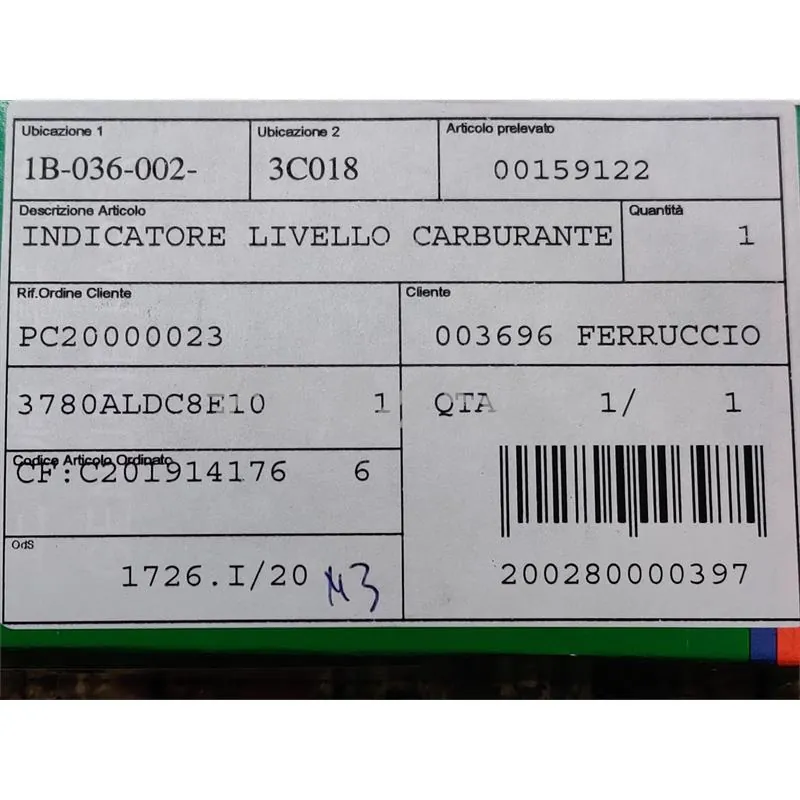 Ubicazione 1
1B-036-002-
Ubicazione 2
3C018
Articolo prelevato
00159122
Descrizione Articolo
INDICATORE LIVELLO CARBURANTE
Quantità
1
Rif.Ordine Cliente
PC20000023
Cliente
003696 FERRUCCIO
3780ALDC8E10 1
QTA 1/ 1
Codice Articolo Ordinato
CF:C201914176 6
OdS
1726.I/20 M3
200280000397